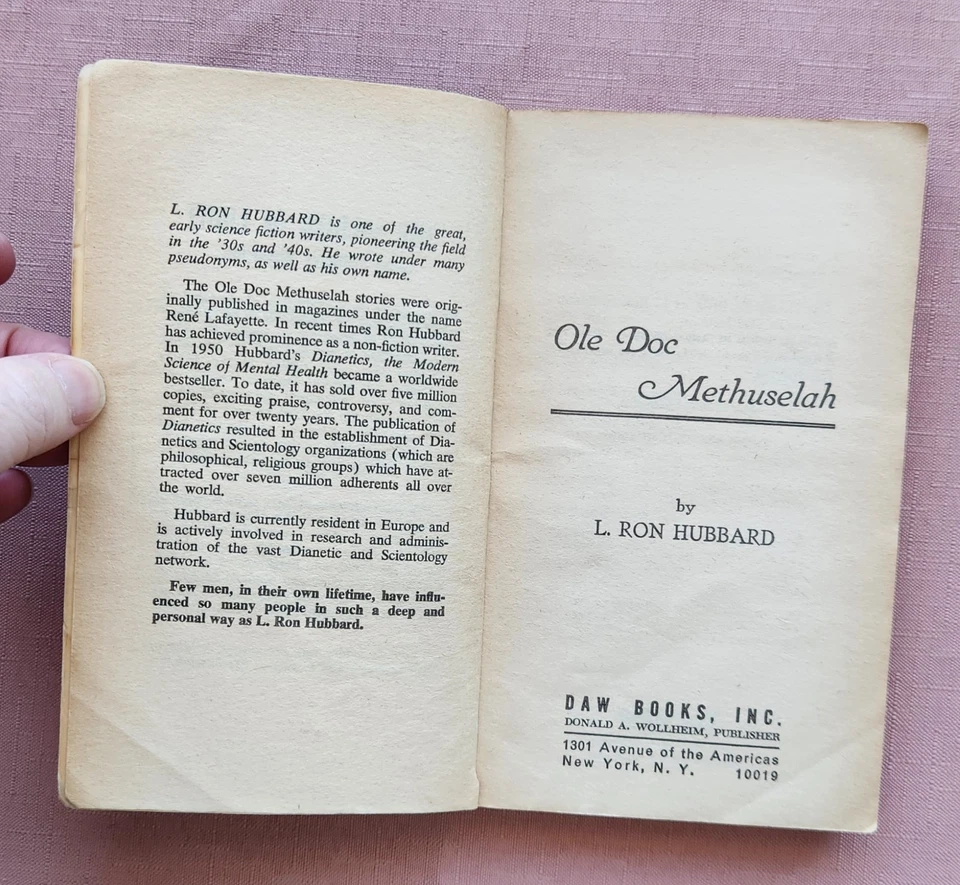 L. RON HUBBARD is one of the great,
early science fiction writers, pioneering the field
in the '30s and '40s. He wrote under many
pseudonyms, as well as his own name.
The Ole Doc Methuselah stories were orig-
inally published in magazines under the name
René Lafayette. In recent times Ron Hubbard
has achieved prominence as a non-fiction writer.
In 1950 Hubbard's Dianetics, the Modern
Science of Mental Health became a worldwide
bestseller. To date, it has sold over five million
copies, exciting praise, controversy, and com-
ment for over twenty years. The publication of
Dianetics resulted in the establishment of Dia-
netics and Scientology organizations (which are
philosophical, religious groups) which have at-
tracted over seven million adherents all over
the world.
Hubbard is currently resident in Europe and
is actively involved in research and adminis-
tration of the vast Dianetic and Scientology
network.
Few men, in their own lifetime, have influ-
enced so many people in such a deep and
personal way as L. Ron Hubbard.
Ole Doc
Methuselah
by
L. RON HUBBARD
DAW BOOKS, INC.
DONALD A. WOLLHEIM, PUBLISHER
1301 Avenue of the Americas
New York, N. Y. 10019